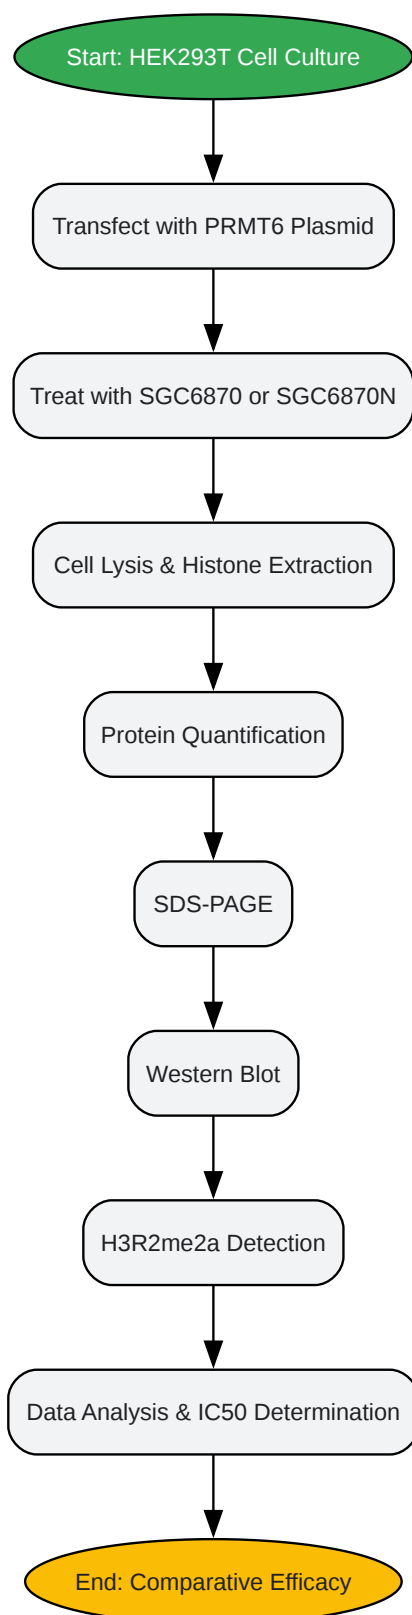 Start: HEK293T Cell Culture
Transfect with PRMT6 Plasmid
Treat with SGC6870 or SGC6870N
Cell Lysis & Histone Extraction
Protein Quantification
SDS-PAGE
Western Blot
H3R2me2a Detection
Data Analysis & IC50 Determination
End: Comparative Efficacy